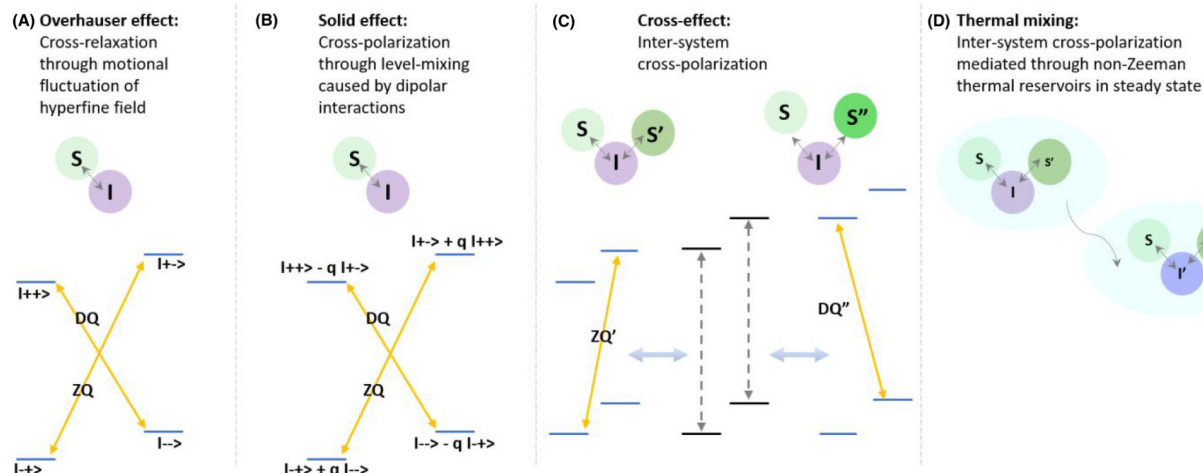 (A) Overhauser effect:
Cross-relaxation
through motional
fluctuation of
hyperfine field
S
I
I+->
I++>
DQ
ZQ
I-->
I-+>
(B) Solid effect:
Cross-polarization
through level-mixing
caused by dipolar
interactions
S
I
I+-> + q I++>
I++> - q I+->
DQ
ZQ
I--> - q I-+>
I-+> + q I-->
(C) Cross-effect:
Inter-system
cross-polarization
S
S'
I
S
S"
I
ZQ'
DQ"
(D) Thermal mixing:
Inter-system cross-polarization
mediated through non-Zeeman
thermal reservoirs in steady state
S
S'
I
S
I'